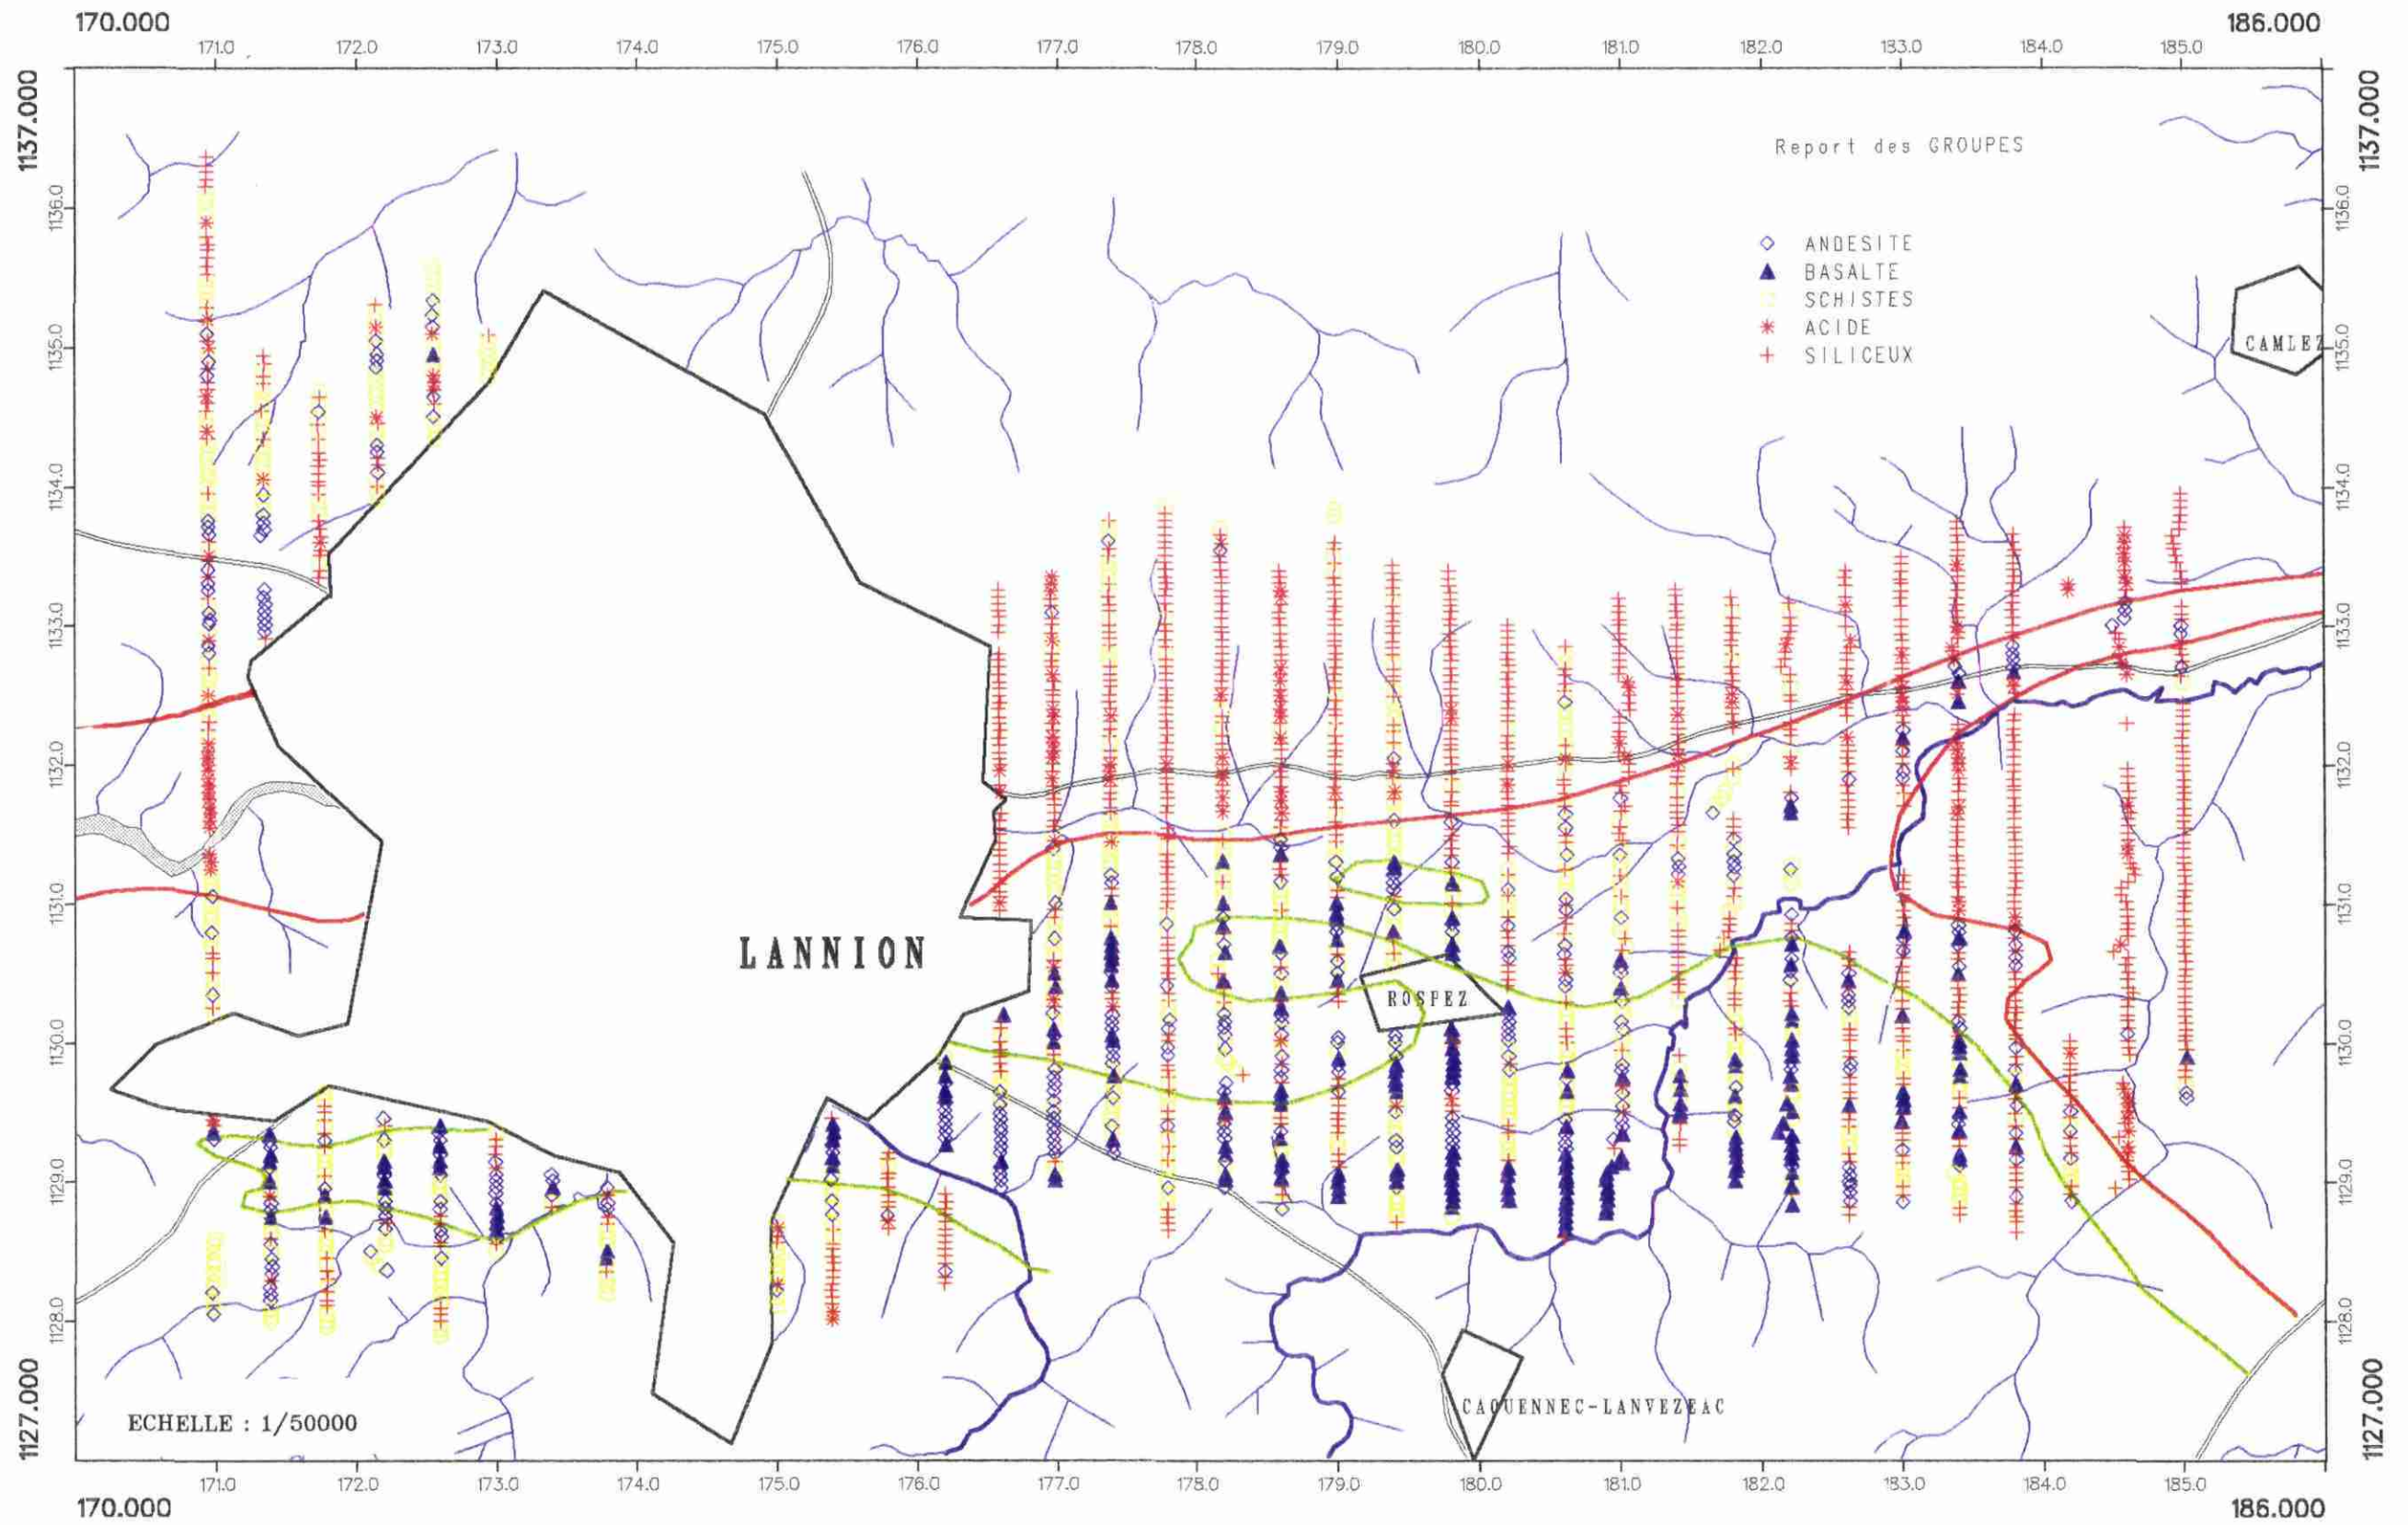 170.000 186.000
171.0 172.0 173.0 174.0 175.0 176.0 177.0 178.0 179.0 180.0 181.0 182.0 183.0 184.0 185.0
1137.000 1137.000
Report des GROUPES
1136.0 1136.0
ANDESITE
BASALTE
SCHISTES
ACIDE
SILICEUX
1135.0 1135.0
CAMLEZ
1134.0 1134.0
1133.0 1133.0
1132.0 1132.0
1131.0 1131.0
LANNION
ROSPEZ
1130.0 1130.0
1129.0 1129.0
1128.0 1128.0
CAOUENNEC-LANVEZEAC
ECHELLE : 1/50000
1127.000 1127.000
171.0 172.0 173.0 174.0 175.0 176.0 177.0 178.0 179.0 180.0 181.0 182.0 183.0 184.0 185.0
170.000 186.000